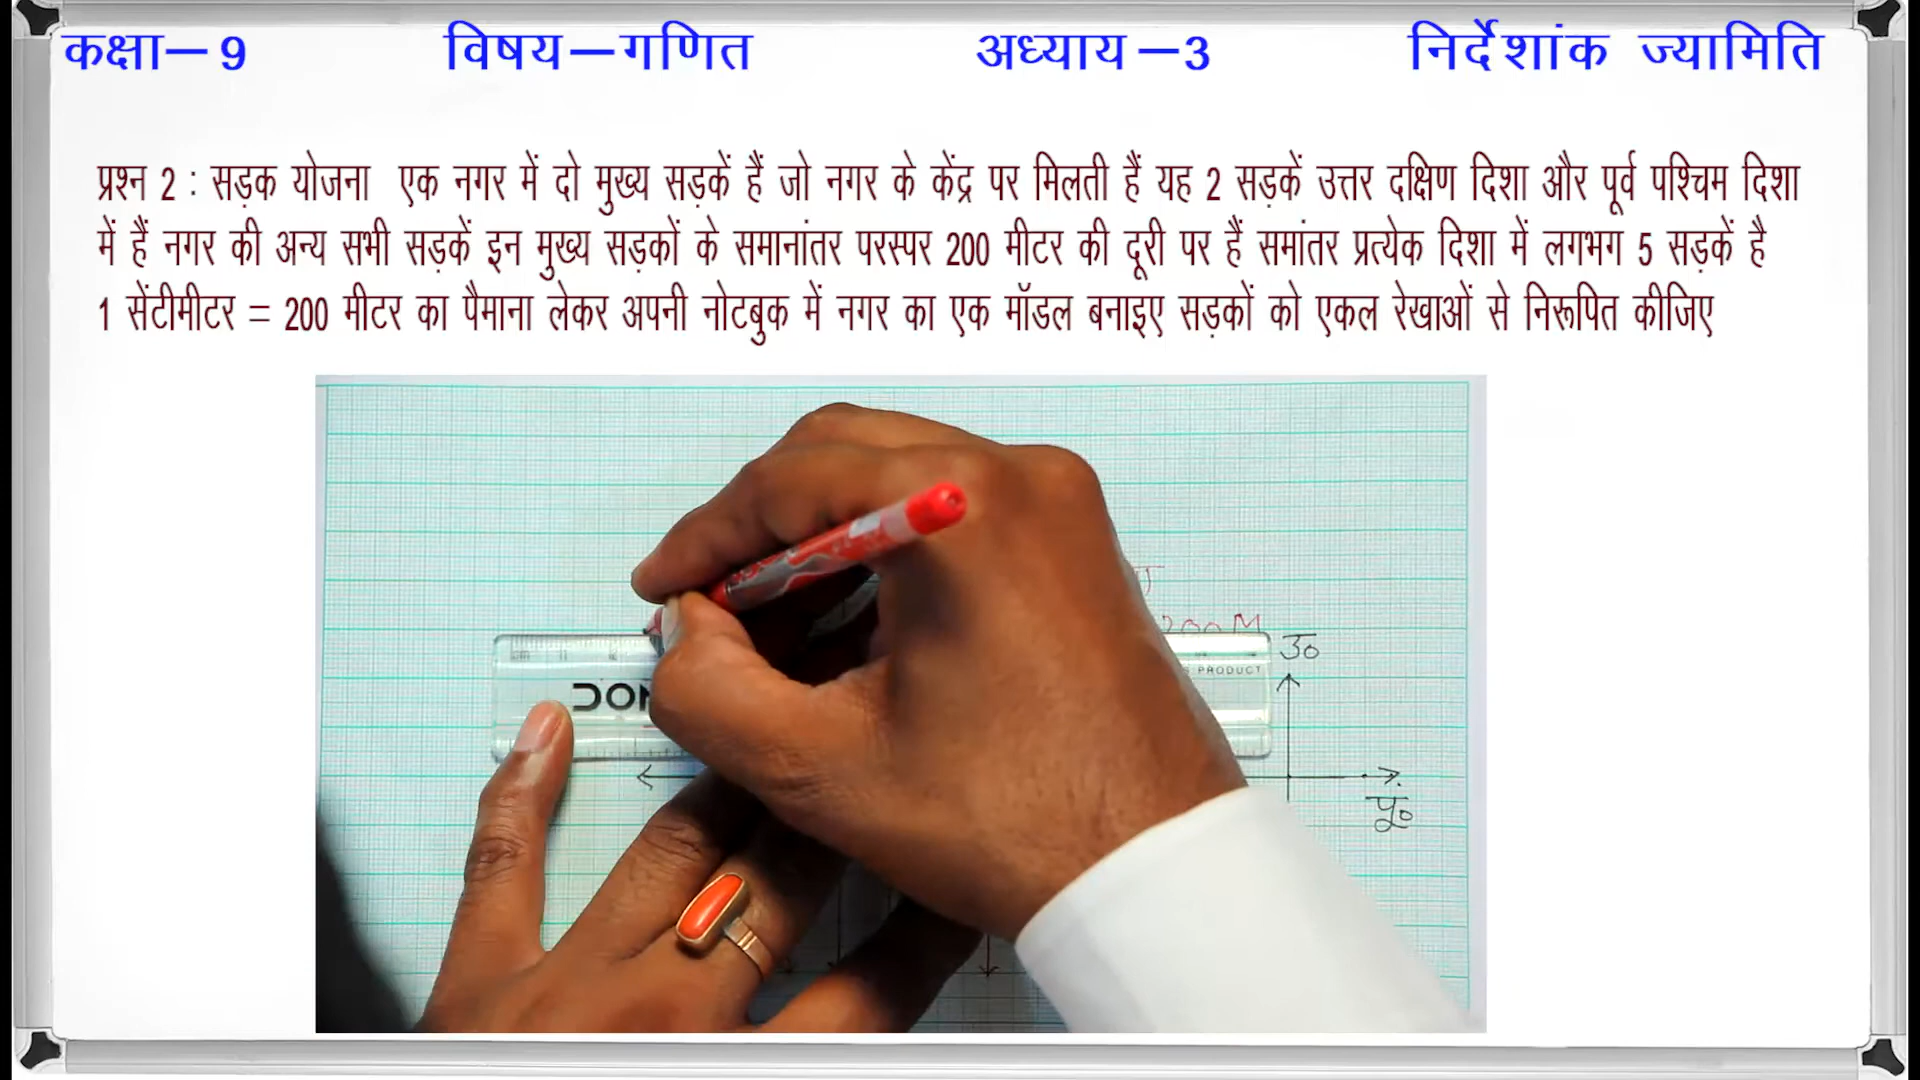 कक्षा–9 विषय–गणित अध्याय–3 निर्देशांक ज्यामिति
प्रश्न 2 : सड़क योजना एक नगर में दो मुख्य सड़कें हैं जो नगर के केंद्र पर मिलती हैं यह 2 सड़कें उत्तर दक्षिण दिशा और पूर्व पश्चिम दिशा
में हैं नगर की अन्य सभी सड़कें इन मुख्य सड़कों के समानांतर परस्पर 200 मीटर की दूरी पर हैं समांतर प्रत्येक दिशा में लगभग 5 सड़कें है
1 सेंटीमीटर = 200 मीटर का पैमाना लेकर अपनी नोटबुक में नगर का एक मॉडल बनाइए सड़कों को एकल रेखाओं से निरूपित कीजिए
200M
उ०
PRODUCT
पू०